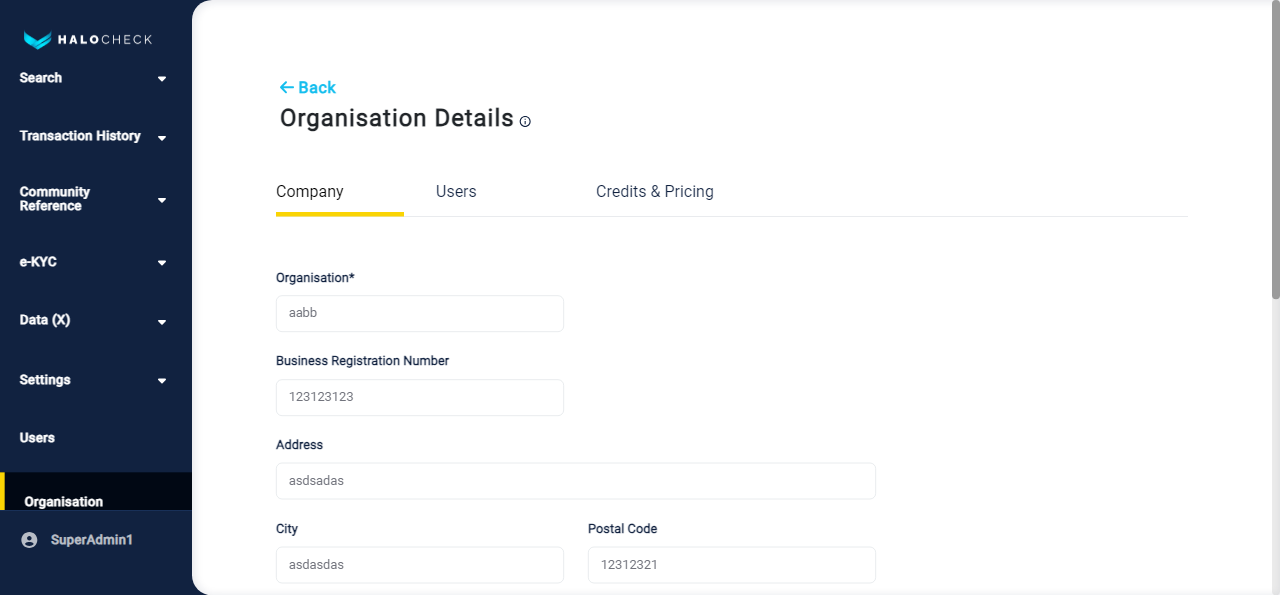 HALOCHECK
Search
Transaction History
Community
Reference
e-KYC
Data (X)
Settings
Users
Organisation
SuperAdmin1
Back
Organisation Details
Company Users Credits & Pricing
Organisation*
aabb
Business Registration Number
123123123
Address
asdsadas
City Postal Code
asdasdas 12312321